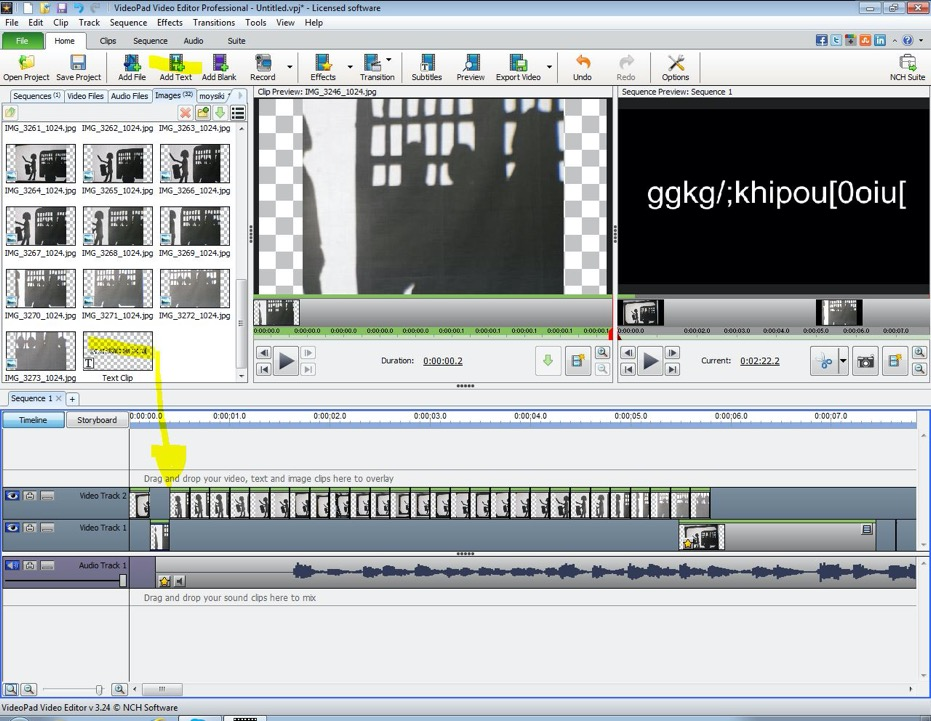 VideoPad Video Editor Professional - Untitled.vpj* - Licensed software
File Edit Clip Track Sequence Effects Transitions Tools View Help
File Home Clips Sequence Audio Suite
Open Project Save Project Add File Add Text Add Blank Record Effects Transition Subtitles Preview Export Video Undo Redo Options NCH Suite
Sequences (1) Video Files Audio Files Images (32) moyski
Clip Preview: IMG_3246_1024.jpg
Sequence Preview: Sequence 1
IMG_3261_1024.jpg IMG_3262_1024.jpg IMG_3263_1024.jpg
IMG_3264_1024.jpg IMG_3265_1024.jpg IMG_3266_1024.jpg
IMG_3267_1024.jpg IMG_3268_1024.jpg IMG_3269_1024.jpg
IMG_3270_1024.jpg IMG_3271_1024.jpg IMG_3272_1024.jpg
IMG_3273_1024.jpg Text Clip
ggkg/;khipou[0oiu[
0:00:00.0 0:00:00.0 0:00:00.0 0:00:00.0 0:00:00.0 0:00:00.1 0:00:00.1 0:00:00.1 0:00:00.1
0:00:00.0 0:00:02.0 0:00:03.0 0:00:04.0 0:00:05.0 0:00:06.0 0:00:07.0
Duration: 0:00:00.2
Current: 0:02:22.2
Sequence 1
Timeline Storyboard
0:00:00.0 0:00:01.0 0:00:02.0 0:00:03.0 0:00:04.0 0:00:05.0 0:00:06.0 0:00:07.0
Drag and drop your video, text and image clips here to overlay
Video Track 2
Video Track 1
Audio Track 1
Drag and drop your sound clips here to mix
VideoPad Video Editor v 3.24 © NCH Software